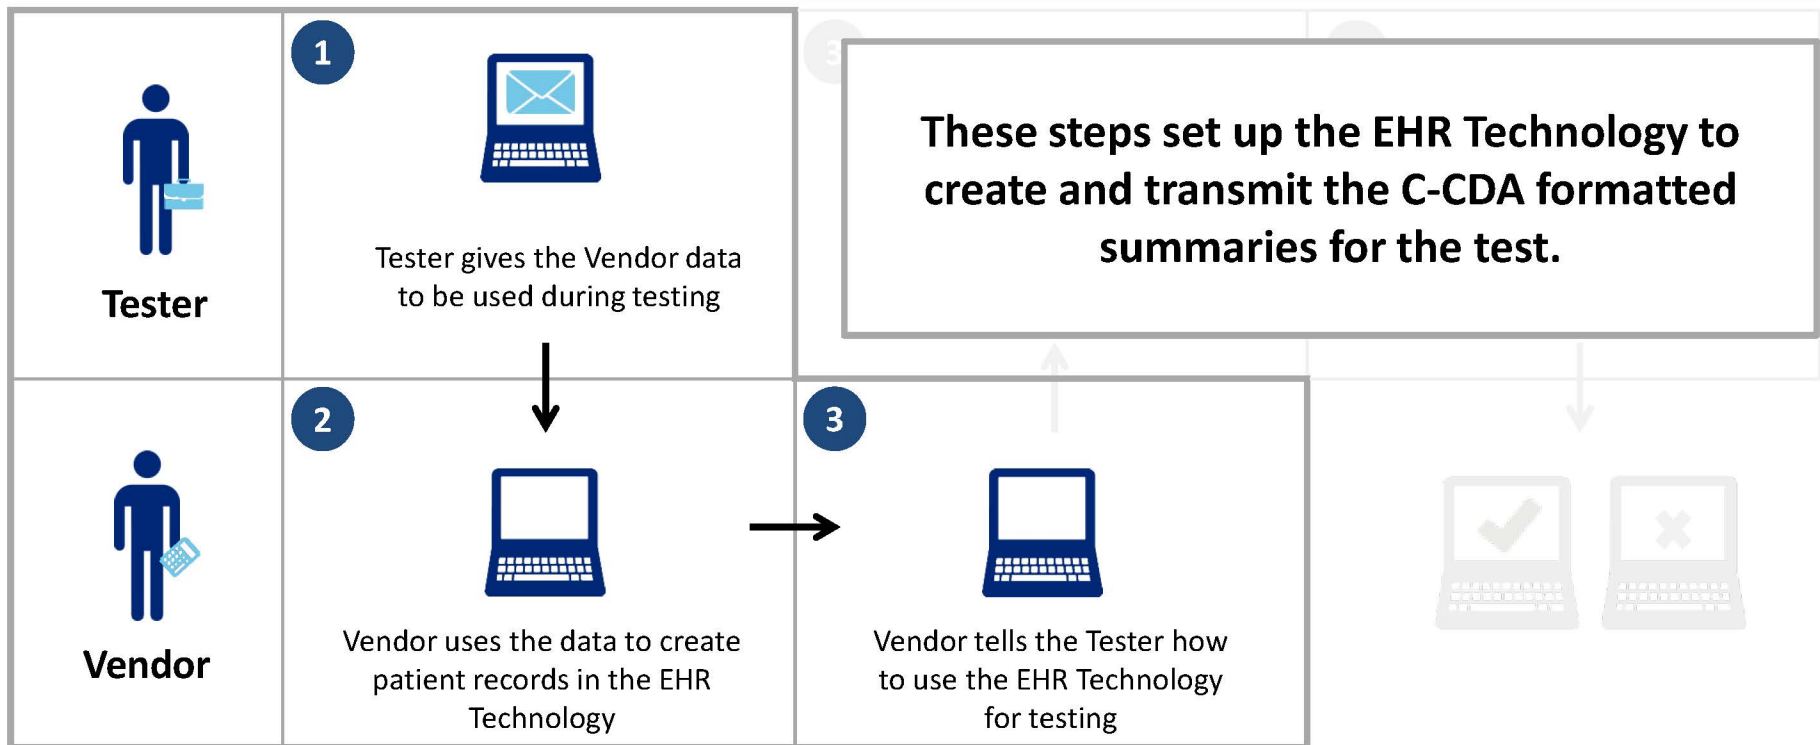 1
Tester gives the Vendor data
to be used during testing
Tester
3
These steps set up the EHR Technology to
create and transmit the C-CDA formatted
summaries for the test.
2
Vendor uses the data to create
patient records in the EHR
Technology
Vendor
3
Vendor tells the Tester how
to use the EHR Technology
for testing